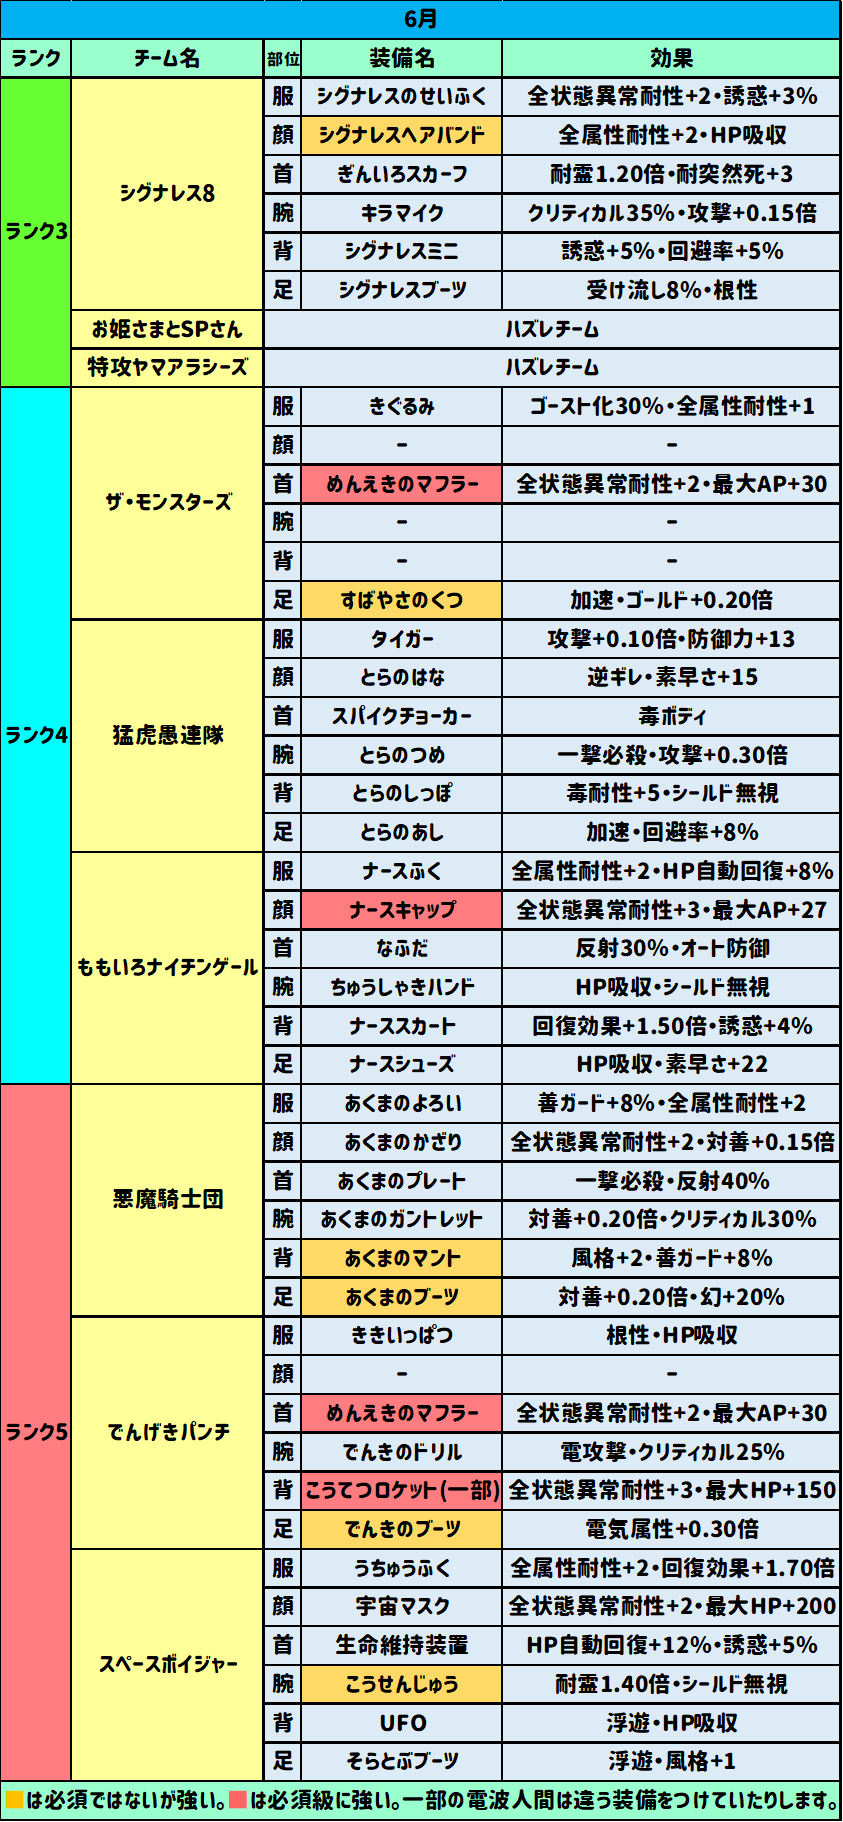 6月
ランク チーム名 部位 装備名 効果
ランク3
シグナレス8
服 シグナレスのせいふく 全状態異常耐性+2・誘惑+3%
顔 シグナレスヘアバンド 全属性耐性+2・HP吸収
首 ぎんいろスカーフ 耐霊1.20倍・耐突然死+3
腕 キラマイク クリティカル35%・攻撃+0.15倍
背 シグナレスミニ 誘惑+5%・回避率+5%
足 シグナレスブーツ 受け流し8%・根性
お姫さまとSPさん ハズレチーム
特攻ヤマアラシーズ ハズレチーム
ランク4
ザ・モンスターズ
服 きぐるみ ゴースト化30%・全属性耐性+1
顔 - -
首 めんえきのマフラー 全状態異常耐性+2・最大AP+30
腕 - -
背 - -
足 すばやさのくつ 加速・ゴールド+0.20倍
猛虎愚連隊
服 タイガー 攻撃+0.10倍・防御力+13
顔 とらのはな 逆ギレ・素早さ+15
首 スパイクチョーカー 毒ボディ
腕 とらのつめ 一撃必殺・攻撃+0.30倍
背 とらのしっぽ 毒耐性+5・シールド無視
足 とらのあし 加速・回避率+8%
ももいろナイチンゲール
服 ナースふく 全属性耐性+2・HP自動回復+8%
顔 ナースキャップ 全状態異常耐性+3・最大AP+27
首 なふだ 反射30%・オート防御
腕 ちゅうしゃきハンド HP吸収・シールド無視
背 ナーススカート 回復効果+1.50倍・誘惑+4%
足 ナースシューズ HP吸収・素早さ+22
ランク5
悪魔騎士団
服 あくまのよろい 善ガード+8%・全属性耐性+2
顔 あくまのかざり 全状態異常耐性+2・対善+0.15倍
首 あくまのプレート 一撃必殺・反射40%
腕 あくまのガントレット 対善+0.20倍・クリティカル30%
背 あくまのマント 風格+2・善ガード+8%
足 あくまのブーツ 対善+0.20倍・幻+20%
でんげきパンチ
服 ききいっぱつ 根性・HP吸収
顔 - -
首 めんえきのマフラー 全状態異常耐性+2・最大AP+30
腕 でんきのドリル 電攻撃・クリティカル25%
背 こうてつロケット(一部) 全状態異常耐性+3・最大HP+150
足 でんきのブーツ 電気属性+0.30倍
スペースボイジャー
服 うちゅうふく 全属性耐性+2・回復効果+1.70倍
顔 宇宙マスク 全状態異常耐性+2・最大HP+200
首 生命維持装置 HP自動回復+12%・誘惑+5%
腕 こうせんじゅう 耐霊1.40倍・シールド無視
背 UFO 浮遊・HP吸収
足 そらとぶブーツ 浮遊・風格+1
は必須ではないが強い。は必須級に強い。一部の電波人間は違う装備をつけていたりします。